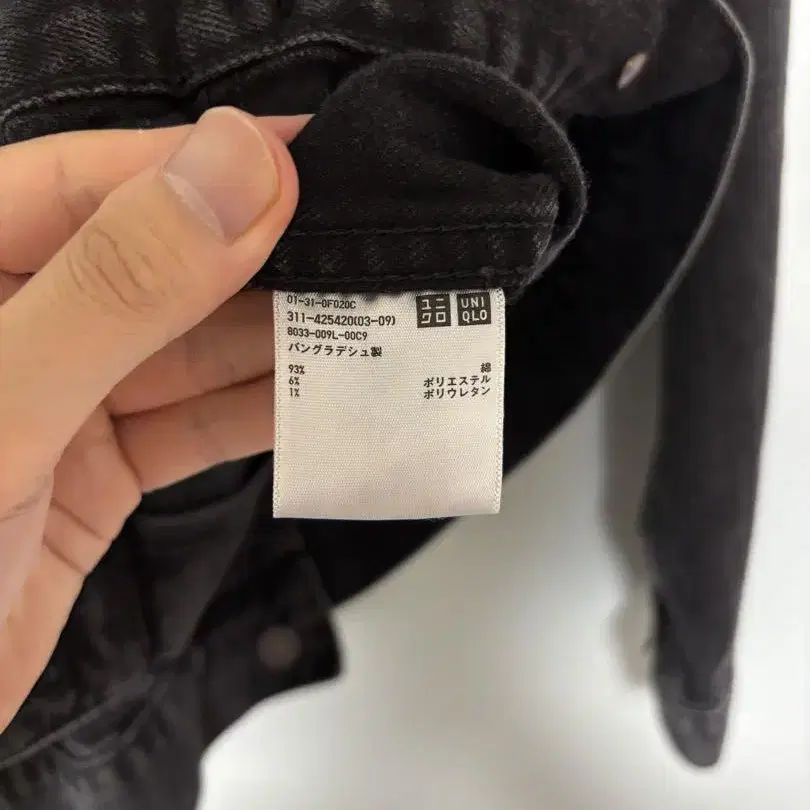 01-31-0F020C
311-425420(03-09)
8033-009L-00C9
バングラデシュ製
ユニ
クロ
UNI
QLO
93% 綿
6% ポリエステル
1% ポリウレタン